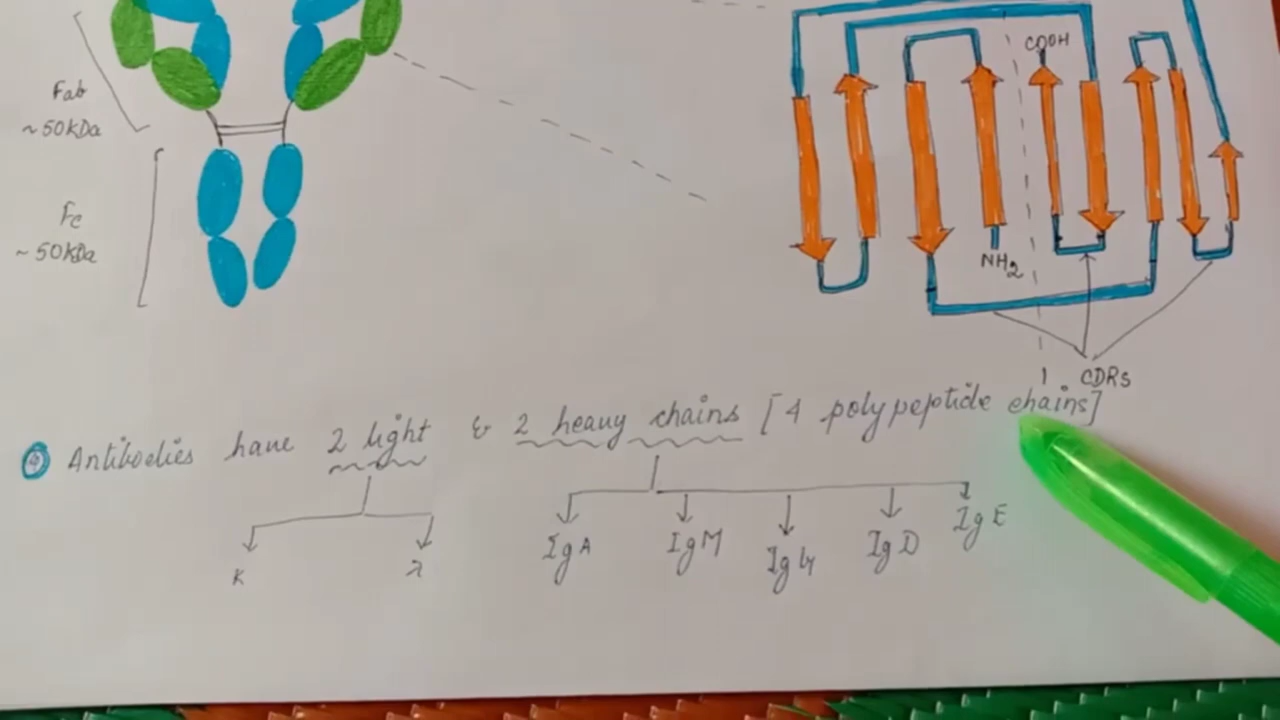 Fab
~50kDa
Fc
~50kDa
COOH
NH2
CDRs
4 Antibodies have 2 light & 2 heavy chains [4 polypeptide chains]
K λ
IgA IgM IgG IgD IgE